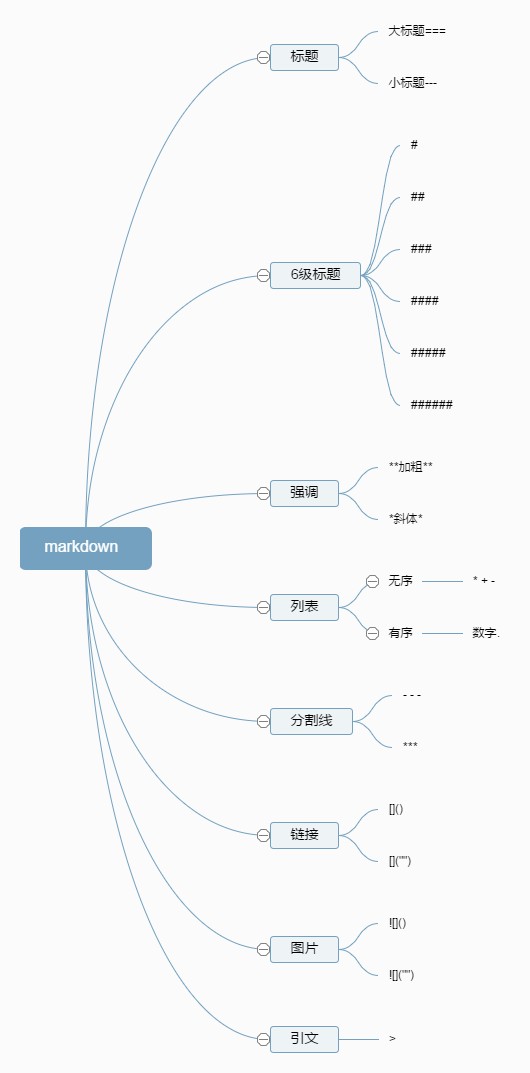 标题
大标题===
小标题---
6级标题
#
##
###
####
#####
######
强调
**加粗**
*斜体*
markdown
列表
无序
* + -
有序
数字.
分割线
- - -
***
链接
[]()
[]("")
图片
![]()
![]("")
引文
>